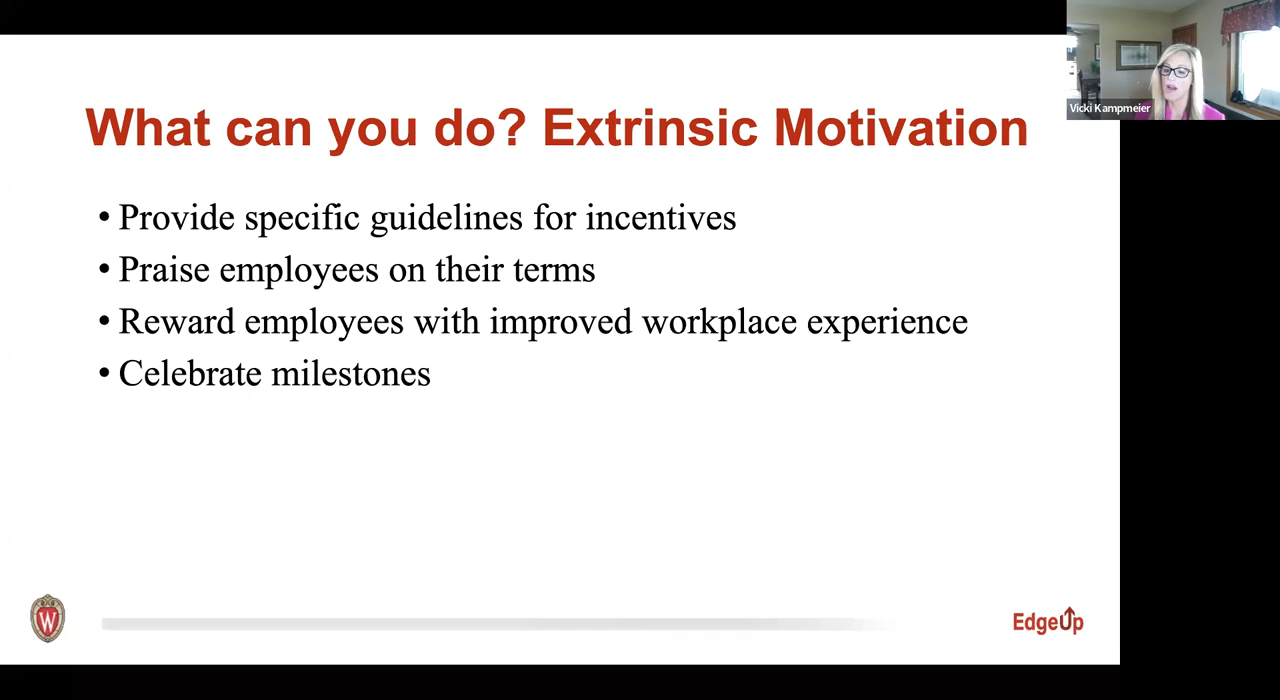 Vicki Kampmeier
What can you do? Extrinsic Motivation
• Provide specific guidelines for incentives
• Praise employees on their terms
• Reward employees with improved workplace experience
• Celebrate milestones
W
EdgeUp